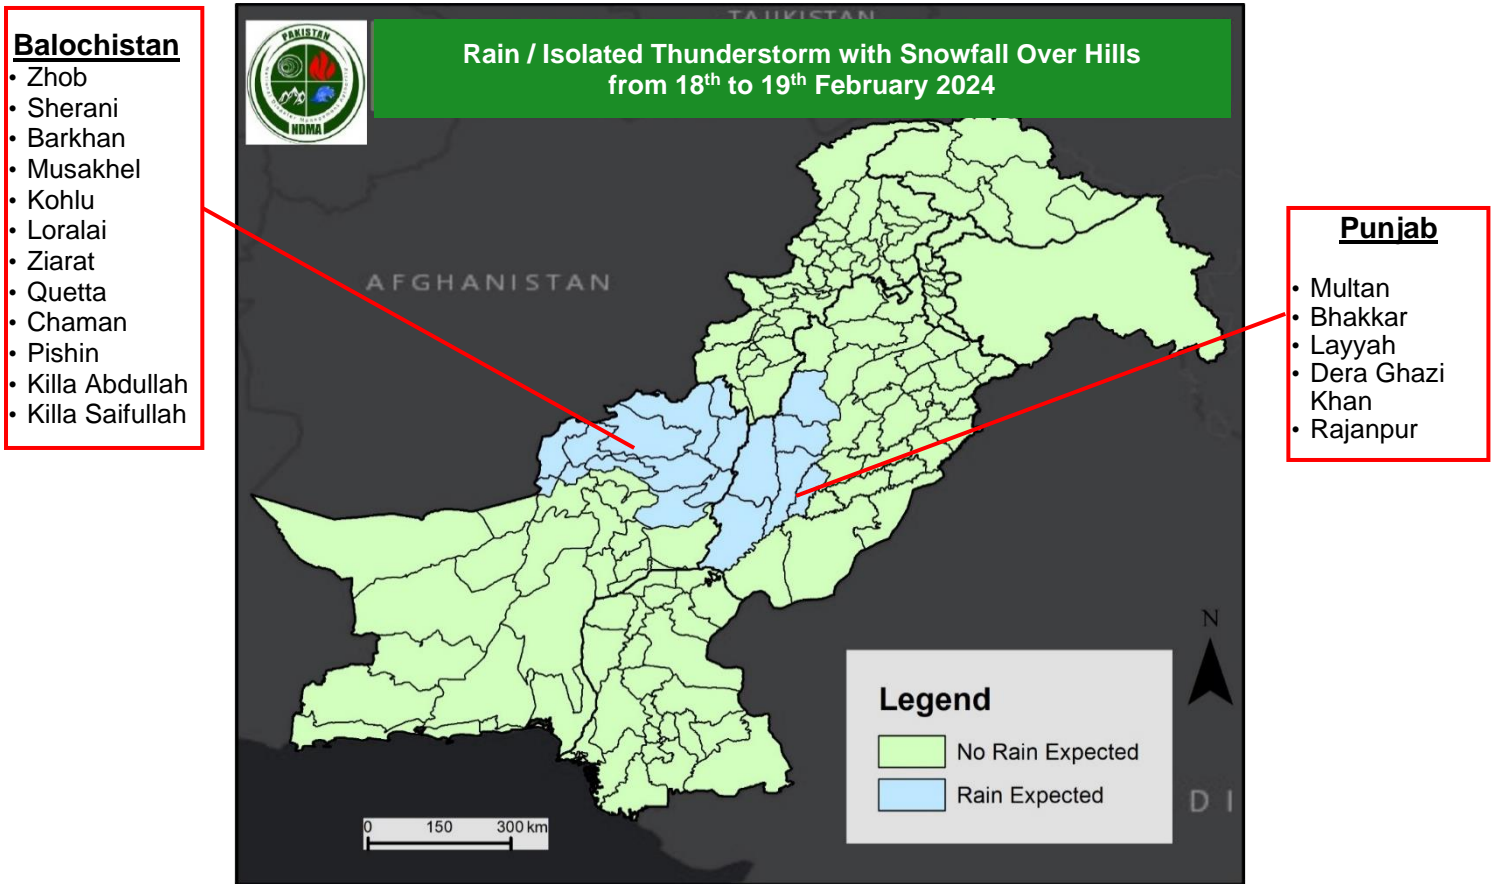 Balochistan
• Zhob
• Sherani
• Barkhan
• Musakhel
• Kohlu
• Loralai
• Ziarat
• Quetta
• Chaman
• Pishin
• Killa Abdullah
• Killa Saifullah
PAKISTAN
NDMA
TAJIKISTAN
Rain / Isolated Thunderstorm with Snowfall Over Hills
from 18th to 19th February 2024
AFGHANISTAN
Punjab
• Multan
• Bhakkar
• Layyah
• Dera Ghazi
Khan
• Rajanpur
N
Legend
No Rain Expected
Rain Expected
D I
0 150 300 km